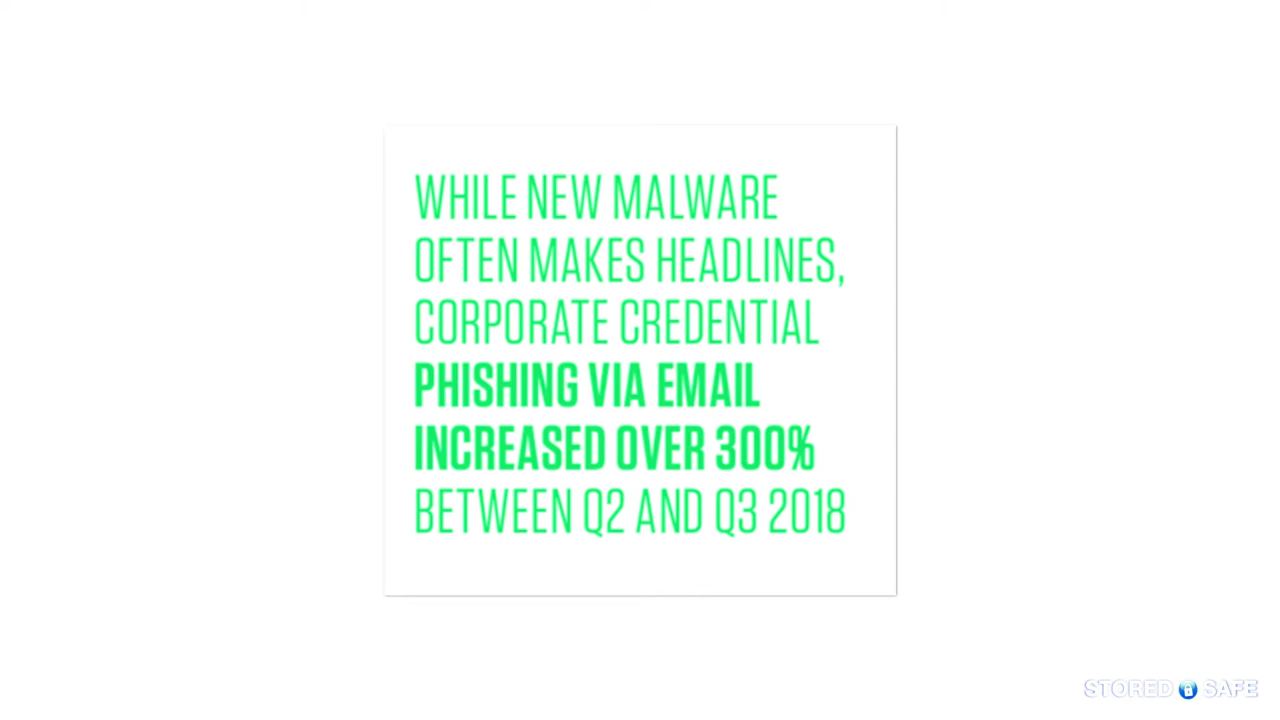 WHILE NEW MALWARE
OFTEN MAKES HEADLINES,
CORPORATE CREDENTIAL
PHISHING VIA EMAIL
INCREASED OVER 300%
BETWEEN Q2 AND Q3 2018
STORED SAFE